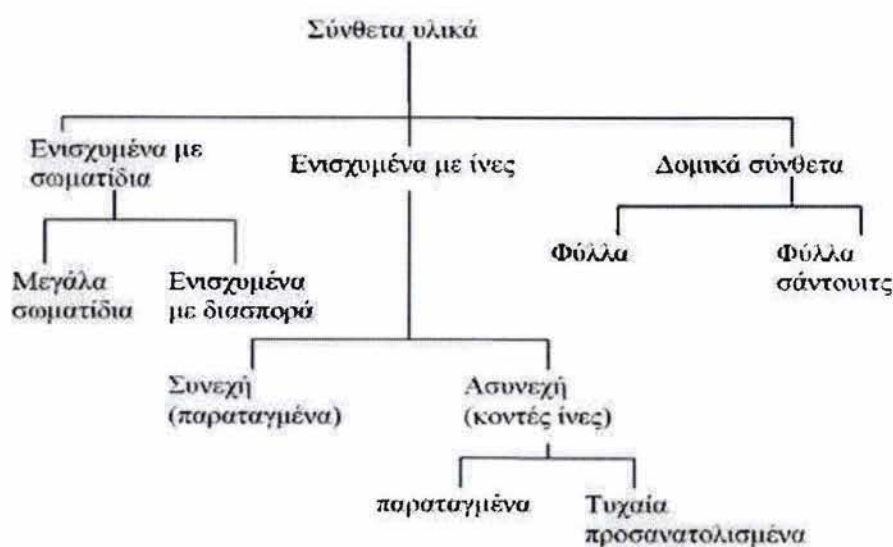 Σύνθετα υλικά
Ενισχυμένα με
σωματίδια
Ενισχυμένα με ίνες
Δομικά σύνθετα
Μεγάλα
σωματίδια
Ενισχυμένα
με διασπορά
Φύλλα
Φύλλα
σάντουιτς
Συνεχή
(παραταγμένα)
Ασυνεχή
(κοντές ίνες)
παραταγμένα
Τυχαία
προσανατολισμένα